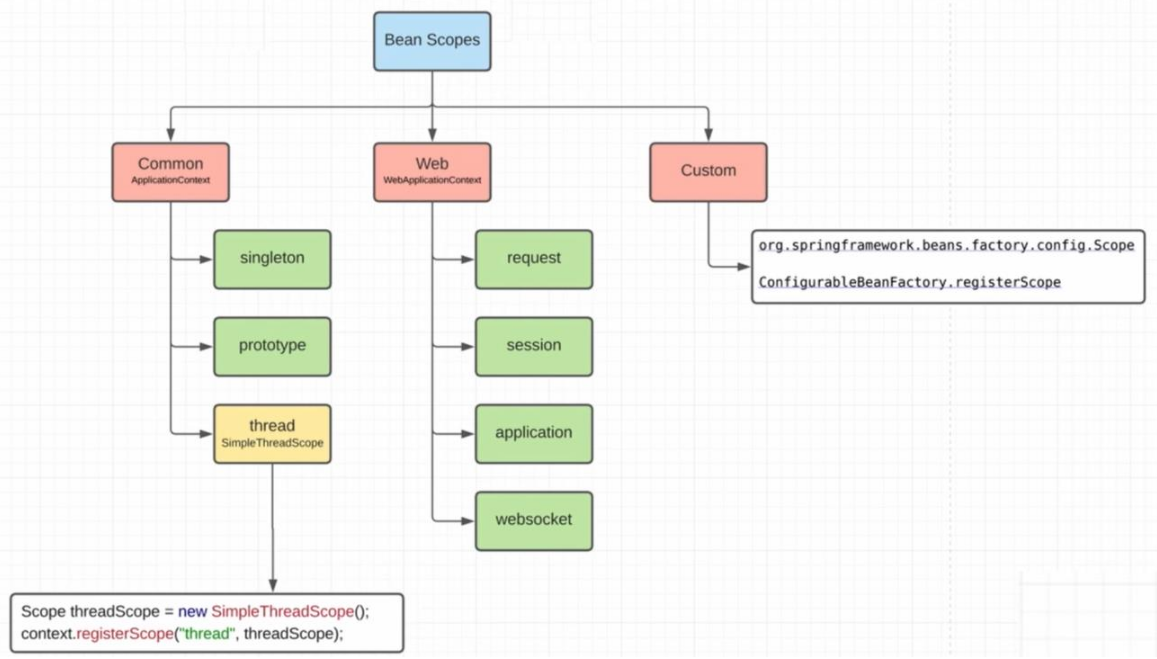 Bean Scopes
Common
ApplicationContext
singleton
prototype
thread
SimpleThreadScope
Scope threadScope = new SimpleThreadScope();
context.registerScope("thread", threadScope);
Web
WebApplicationContext
request
session
application
websocket
Custom
org.springframework.beans.factory.config.Scope
ConfigurableBeanFactory.registerScope